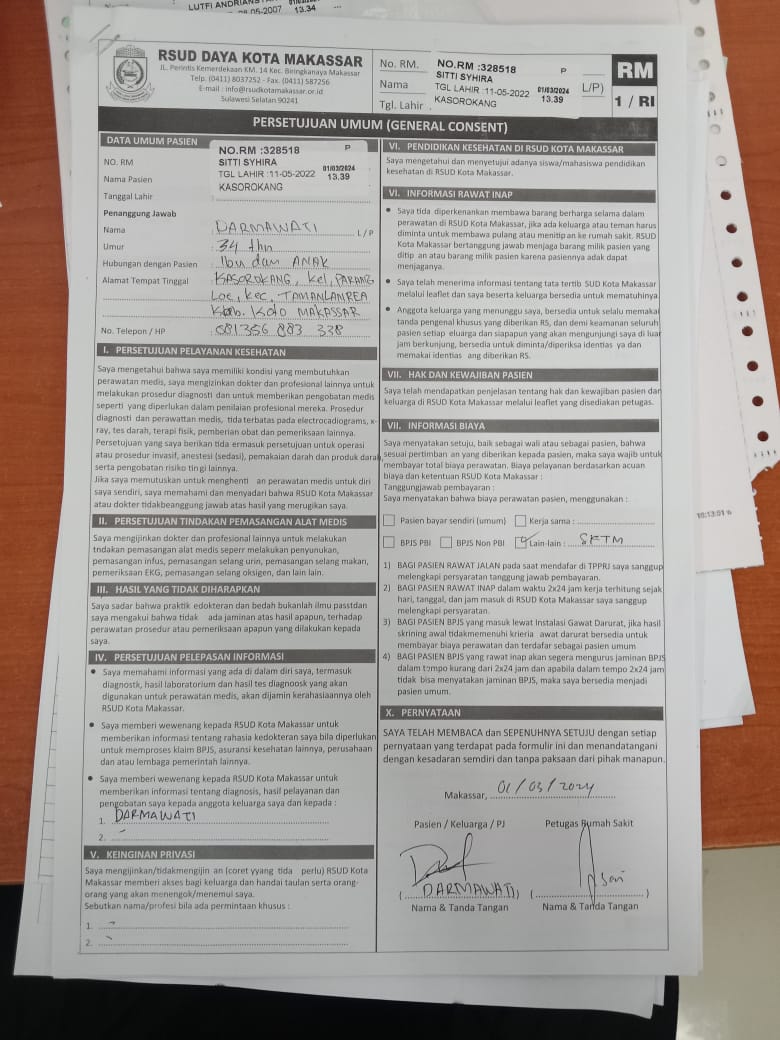 LUTFI ANDRIANS
05-2007 13.34
RSUD DAYA KOTA MAKASSAR
JL. Perintis Kemerdekaan KM. 14 Kec. Biringkanaya Makassar
Telp. (0411) 8037252 - Fax. (0411) 587256
E-mail : info@rsudkotamakassar.or.id
Sulawesi Selatan 90241
No. RM.
Nama
Tgl. Lahir
L/P)
NO.RM :328518 P
SITTI SYHIRA
TGL LAHIR :11-05-2022 01/03/2024
KASOROKANG 13.39
RM
1 / RI
PERSETUJUAN UMUM (GENERAL CONSENT)
DATA UMUM PASIEN
NO. RM
Nama Pasien
Tanggal Lahir
NO.RM :328518 P
SITTI SYHIRA
TGL LAHIR :11-05-2022 01/03/2024
KASOROKANG 13.39
Penanggung Jawab
Nama DARMAWATI L/P
Umur : 34 thn
Hubungan dengan Pasien : Ibu dan ANAK
Alamat Tempat Tinggal : KASOROKANG, kel, PARANG
Loe, kec, TAMANLANREA
Kab. Koto MAKASSAR
No. Telepon / HP : 081356 883 338
I. PERSETUJUAN PELAYANAN KESEHATAN
Saya mengetahui bahwa saya memiliki kondisi yang membutuhkan
perawatan medis, saya mengizinkan dokter dan profesional lainnya untuk
melakukan prosedur diagnosti dan untuk memberikan pengobatan medis
seperti yang diperlukan dalam penilaian profesional mereka. Prosedur
diagnosti dan perawattan medis, tidaterbatas pada electrocadiograms, x-
ray, tes darah, terapi fisik, pemberian obat and pemeriksaan lainnya.
Persetujuan yang saya berikan tida ermasuk persetujuan untuk operasi
atau prosedur invasif, anestesi (sedasi), pemakaian darah dan produk darah
serta pengobatan risiko tin gi lainnya.
Jika saya memutuskan untuk menghenti an perawatan medis untuk diri
saya sendiri, saya memahami dan menyadari bahwa RSUD Kota Makassar
atau dokter tidakbeanggung jawab atas hasil yang merugikan saya.
II. PERSETUJUAN TINDAKAN PEMASANGAN ALAT MEDIS
Saya mengijinkan dokter dan profesional lainnya untuk melakukan
tndakan pemasangan alat medis seperr melakukan penyunukan,
pemasangan infus, pemasangan selang urin, pemasangan selang makan,
pemeriksaan EKG, pemasangan selang oksigen, dan lain lain.
III. HASIL YANG TIDAK DIHARAPKAN
Saya sadar bahwa praktik edokteran dan bedah bukanlah ilmu passtdan
saya mengakui bahwa tidak ada jaminan ats hasil apapun, terhadap
perawatan prosedur atau pemeriksaan apapun yang dilakukan kepada
saya.
IV. PERSETUJUAN PELEPASAN INFORMASI
• Saya memahami informasi yang ada di dalam diri saya, termasuk
diagnostk, hasil laboratorium dan hasil tes diagnosk yang akan
digunakan untuk perawatan medis, akan dijamin kerahasiaannya oleh
RSUD Kota Makassar.
• Saya memberi wewenang kepada RSUD Kota Makassar untuk
memberikan informasi tentang rahasia kedokteran saya bila diperlukan
untuk memproses klaim BPJS, asuransi kesehatan lainnya, perusahaan
dan atau lembaga pemerintah lainnya.
• Saya memberi wewenang kepada RSUD Kota Makassar untuk
memberikan informasi tentang diagnosis, hasil pelayanan dan
pengobatan saya kepada anggota keluarga saya dan kepada :
1. DARMAWATI
2. -
V. KEINGINAN PRIVASI
Saya mengijinkan/tidakmengijin an (coret yyang tida perlu) RSUD Kota
Makassar memberi akses bagi keluarga dan handai taulan serta orang-
orang yang akan menengok/menemui saya.
Sebutkan nama/profesi bila ada permintaan khusus :
1. -
2. -
VI. PENDIDIKAN KESEHATAN DI RSUD KOTA MAKASSAR
Saya mengetahui dan menyetujui adanya siswa/mahasiswa pendidikan
kesehatan di RSUD Kota Makassar.
VI. INFORMASI RAWAT INAP
• Saya tida diperkenankan membawa barang berharga selama dalam
perawatan di RSUD Kota Makassar, jika ada keluarga atau teman harus
diminta untuk membawa pulang atau menitip an ke rumah sakit. RSUD
Kota Makassar bertanggung jawab menjaga barang milik pasien yang
ditip an atau barang milik pasien karena pasiennya adak dapat
menjaganya.
• Saya telah menerima informasi tentang tata tertib SUD Kota Makassar
melalui leaflet dan saya beserta keluarga bersedia untuk mematuhinya.
• Anggota keluarga yang menunggu saya, bersedia untuk selalu memakai
tanda pengenal khusus yang diberikan RS, dan demi keamanan seluruh
pasien setiap eluarga dan siapapun yang akan mengunjungi saya di luar
jam berkunjung, bersedia untuk diminta/diperiksa identias ya dan
memakai identias ang diberikan RS.
VII. HAK DAN KEWAJIBAN PASIEN
Saya telah mendapatkan penjelasan tentang hak dan kewajiban pasien dan
keluarga di RSUD Kota Makassar melalui leaflet yang disediakan petugas.
VII. INFORMASI BIAYA
Saya menyatakan setuju, baik sebagai wali atau sebagai pasien, bahwa
sesuai pertimban an yang diberikan kepada pasien, maka saya wajib untuk
membayar total biaya perawatan. Biaya pelayanan berdasarkan acuan
biaya dan ketentuan RSUD Kota Makassar :
Tanggungjawab pembayaran :
Saya menyatakan bahwa biaya perawatan pasien, menggunakan :
Pasien bayar sendiri (umum) Kerja sama :
BPJS PBI BPJS Non PBI Lain-lain : SKTM
1) BAGI PASIEN RAWAT JALAN pada saat mendafar di TPPRJ saya sanggup
melengkapi persyaratan tanggung jawab pembayaran.
2) BAGI PASIEN RAWAT INAP dalam waktu 2x24 jam kerja terhitung sejak
hari, tanggal, dan jam masuk di RSUD Kota Makassar saya sanggup
melengkapi persyaratan.
3) BAGI PASIEN BPJS yang masuk lewat Instalasi Gawat Darurat, jika hasil
skrining awal tidakmemenuhi krieria awat darurat bersedia untuk
membayar biaya perawatan dan terdafar sebagai pasien umum
4) BAGI PASIEN BPJS yang rawat inap akan segera mengurus jaminan BPJS
dalam tempo kurang dari 2x24 jam dan apabila dalam tempo 2x24 jam
tidak bisa menyatakan jaminan BPJS, maka saya bersedia menjadi
pasien umum.
X. PERNYATAAN
SAYA TELAH MEMBACA dan SEPENUHNYA SETUJU dengan setiap
pernyataan yang terdapat pada formulir ini dan menandatangani
dengan kesadaran semdiri dan tanpa paksaan dari pihak manapun.
Makassar, 01/03/2024
Pasien / Keluarga / PJ Petugas Rumah Sakit
(DARMAWATI) ( )
Nama & Tanda Tangan Nama & Tanda Tangan